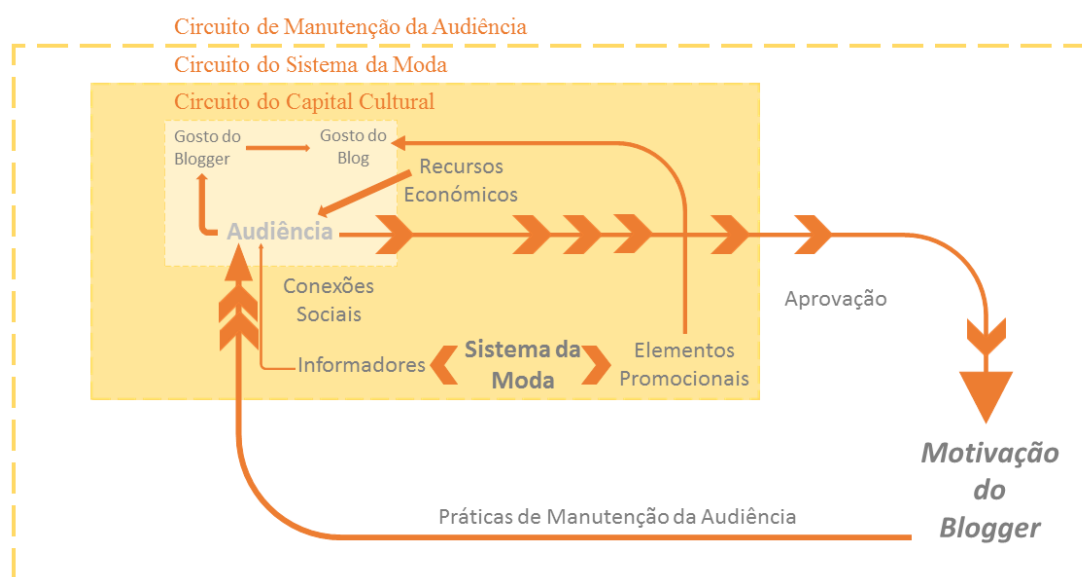 Circuito de Manutenção da Audiência
Circuito do Sistema da Moda
Circuito do Capital Cultural
Gosto do
Blogger
Gosto do
Blog
Recursos
Económicos
Audiência
Conexões
Sociais
Aprovação
Informadores
Sistema da
Moda
Elementos
Promocionais
Motivação
do
Blogger
Práticas de Manutenção da Audiência